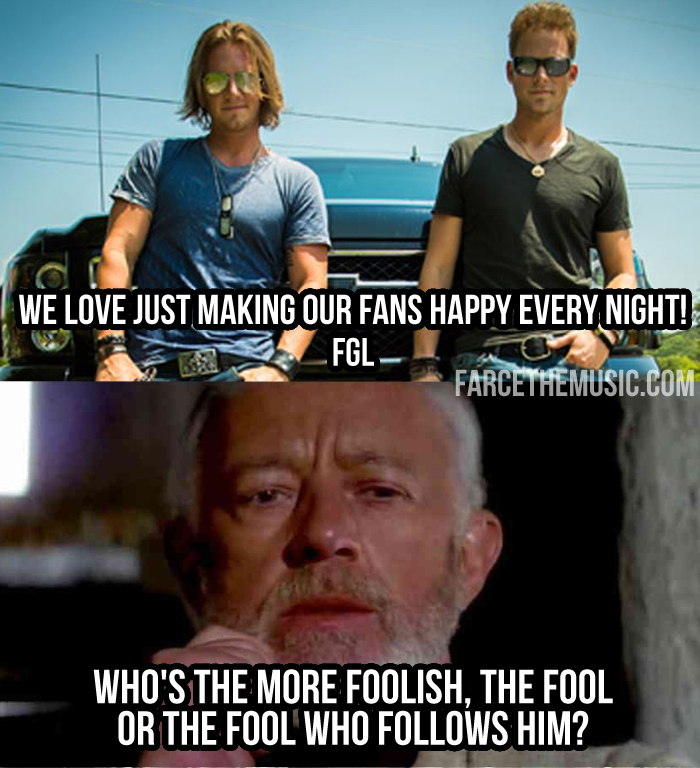 WE LOVE JUST MAKING OUR FANS HAPPY EVERY NIGHT!
FGL
FARCETHEMUSIC.COM
WHO'S THE MORE FOOLISH, THE FOOL
OR THE FOOL WHO FOLLOWS HIM?